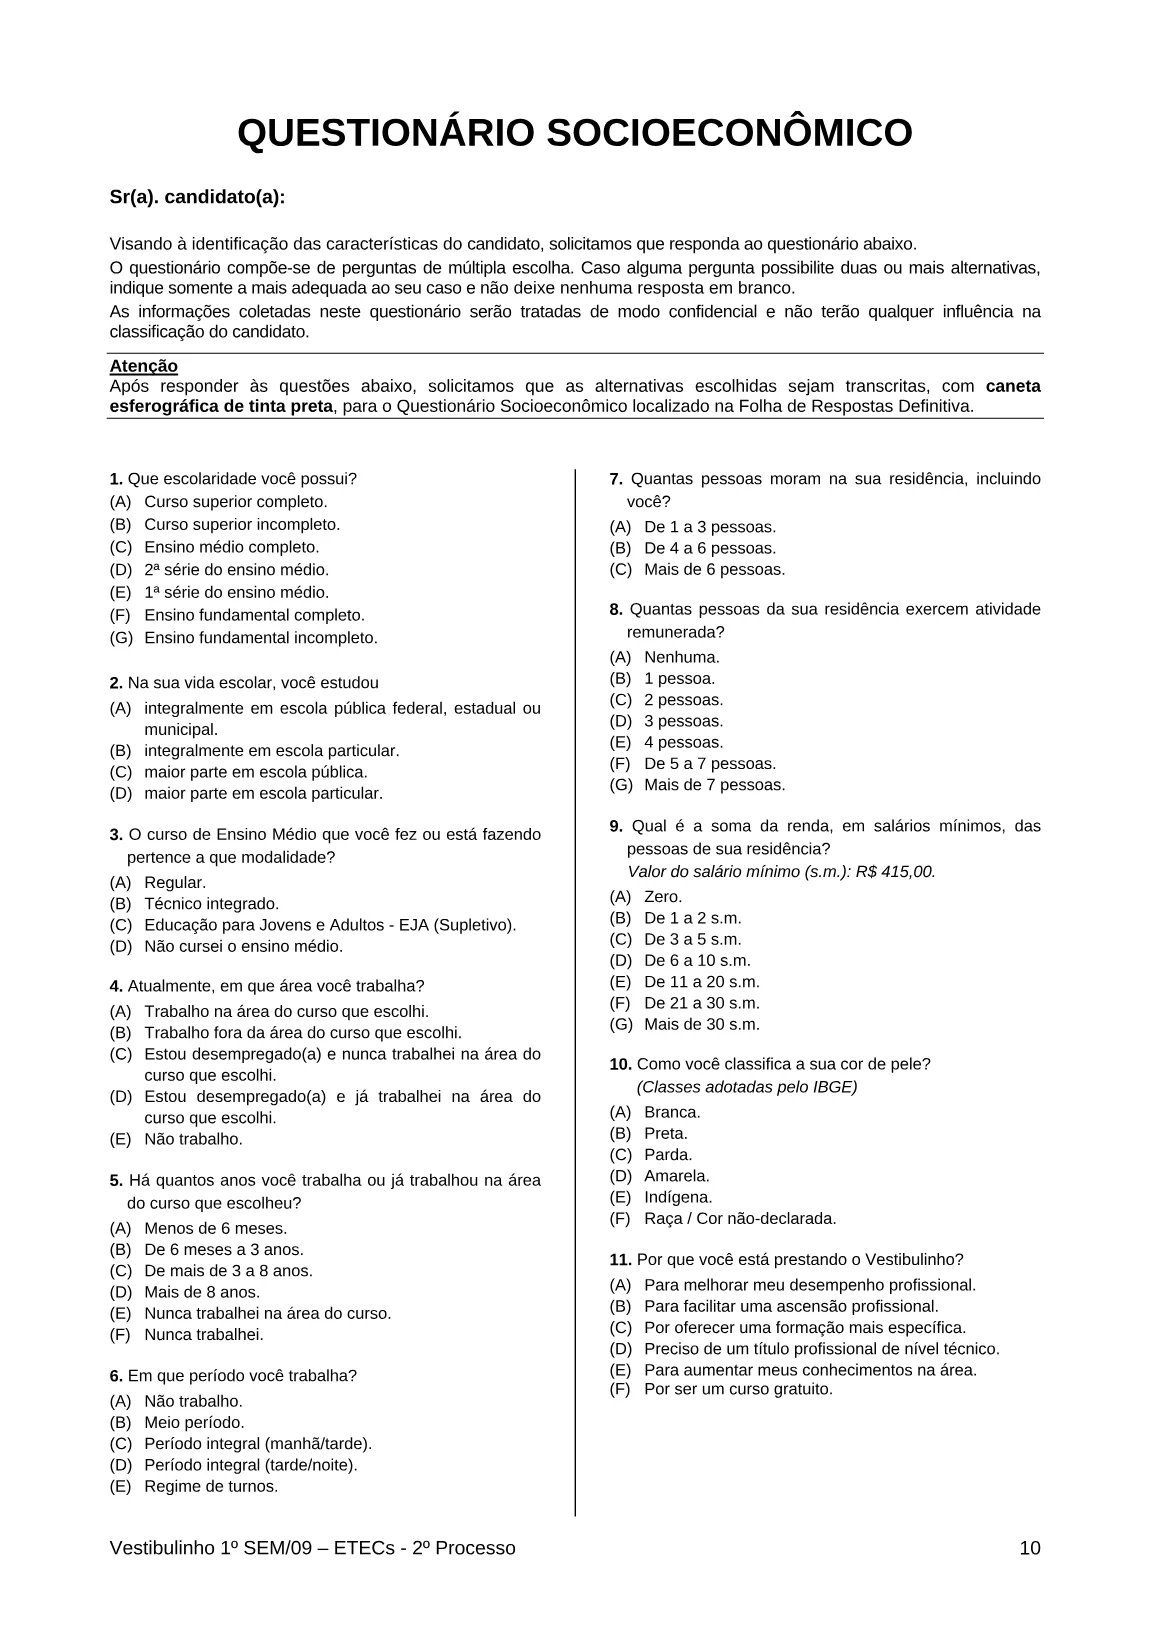 QUESTIONÁRIO SOCIOECONÔMICO
Sr(a). candidato(a):
Visando à identificação das características do candidato, solicitamos que responda ao questionário abaixo.
O questionário compõe-se de perguntas de múltipla escolha. Caso alguma pergunta possibilite duas ou mais alternativas,
indique somente a mais adequada ao seu caso e não deixe nenhuma resposta em branco.
As informações coletadas neste questionário serão tratadas de modo confidencial e não terão qualquer influência na
classificação do candidato.
Atenção
Após responder às questões abaixo, solicitamos que as alternativas escolhidas sejam transcritas, com caneta
esferográfica de tinta preta, para o Questionário Socioeconômico localizado na Folha de Respostas Definitiva.
1. Que escolaridade você possui?
(A) Curso superior completo.
(B) Curso superior incompleto.
(C) Ensino médio completo.
(D) 2ª série do ensino médio.
(E) 1ª série do ensino médio.
(F) Ensino fundamental completo.
(G) Ensino fundamental incompleto.
2. Na sua vida escolar, você estudou
(A) integralmente em escola pública federal, estadual ou
municipal.
(B) integralmente em escola particular.
(C) maior parte em escola pública.
(D) maior parte em escola particular.
3. O curso de Ensino Médio que você fez ou está fazendo
pertence a que modalidade?
(A) Regular.
(B) Técnico integrado.
(C) Educação para Jovens e Adultos - EJA (Supletivo).
(D) Não cursei o ensino médio.
4. Atualmente, em que área você trabalha?
(A) Trabalho na área do curso que escolhi.
(B) Trabalho fora da área do curso que escolhi.
(C) Estou desempregado(a) e nunca trabalhei na área do
curso que escolhi.
(D) Estou desempregado(a) e já trabalhei na área do
curso que escolhi.
(E) Não trabalho.
5. Há quantos anos você trabalha ou já trabalhou na área
do curso que escolheu?
(A) Menos de 6 meses.
(B) De 6 meses a 3 anos.
(C) De mais de 3 a 8 anos.
(D) Mais de 8 anos.
(E) Nunca trabalhei na área do curso.
(F) Nunca trabalhei.
6. Em que período você trabalha?
(A) Não trabalho.
(B) Meio período.
(C) Período integral (manhã/tarde).
(D) Período integral (tarde/noite).
(E) Regime de turnos.
7. Quantas pessoas moram na sua residência, incluindo
você?
(A) De 1 a 3 pessoas.
(B) De 4 a 6 pessoas.
(C) Mais de 6 pessoas.
8. Quantas pessoas da sua residência exercem atividade
remunerada?
(A) Nenhuma.
(B) 1 pessoa.
(C) 2 pessoas.
(D) 3 pessoas.
(E) 4 pessoas.
(F) De 5 a 7 pessoas.
(G) Mais de 7 pessoas.
9. Qual é a soma da renda, em salários mínimos, das
pessoas de sua residência?
Valor do salário mínimo (s.m.): R$ 415,00.
(A) Zero.
(B) De 1 a 2 s.m.
(C) De 3 a 5 s.m.
(D) De 6 a 10 s.m.
(E) De 11 a 20 s.m.
(F) De 21 a 30 s.m.
(G) Mais de 30 s.m.
10. Como você classifica a sua cor de pele?
(Classes adotadas pelo IBGE)
(A) Branca.
(B) Preta.
(C) Parda.
(D) Amarela.
(E) Indígena.
(F) Raça / Cor não-declarada.
11. Por que você está prestando o Vestibulinho?
(A) Para melhorar meu desempenho profissional.
(B) Para facilitar uma ascensão profissional.
(C) Por oferecer uma formação mais específica.
(D) Preciso de um título profissional de nível técnico.
(E) Para aumentar meus conhecimentos na área.
(F) Por ser um curso gratuito.
Vestibulinho 1º SEM/09 – ETECs - 2º Processo 10